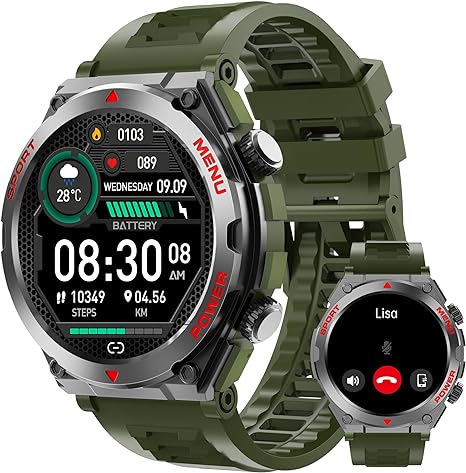 0103
089
WEDNESDAY 09.09
28°C
BATTERY
08:30 08
AM
10349 04.56
STEPS KM
SPORT
MENU
POWER
Lisa
SPORT
MENU
POWER